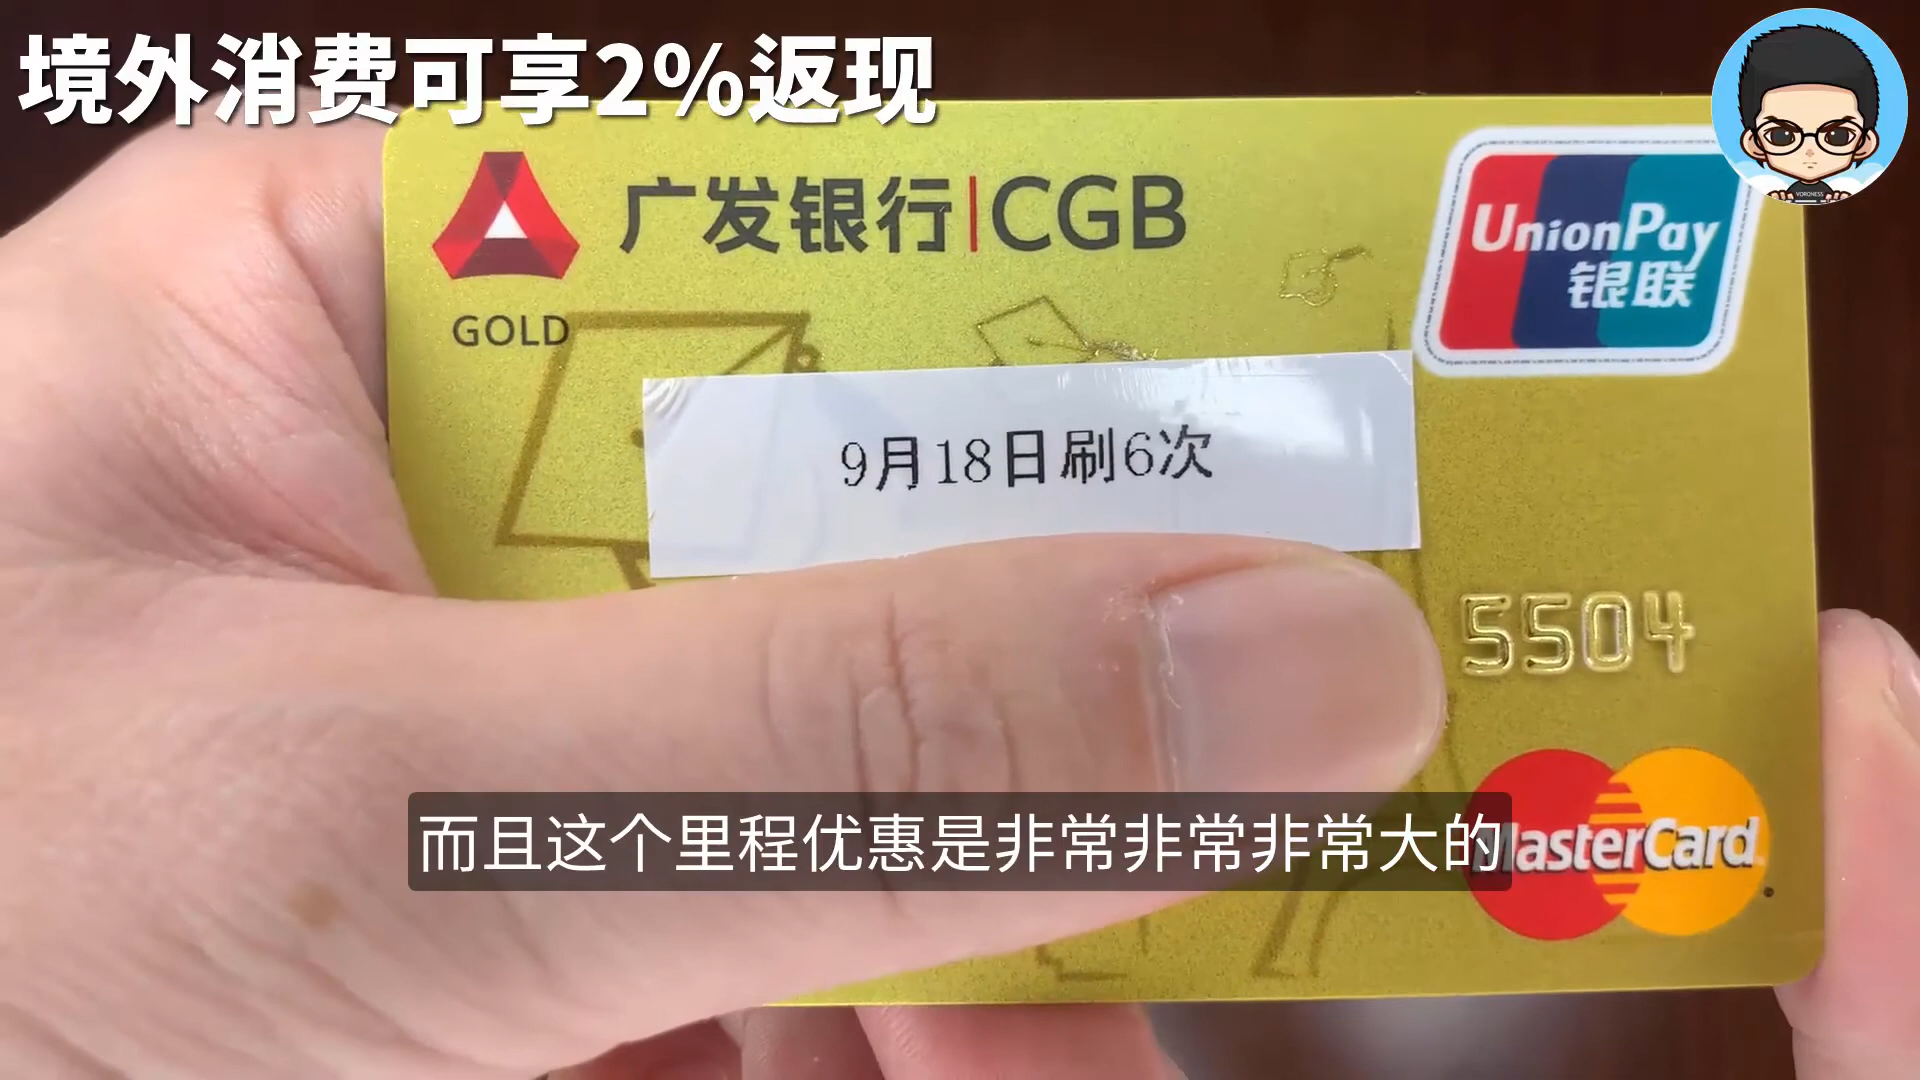 境外消费可享2%返现
广发银行|CGB
UnionPay
银联
GOLD
9月18日刷6次
5504
MasterCard
而且这个里程优惠是非常非常非常大的
VORONESS